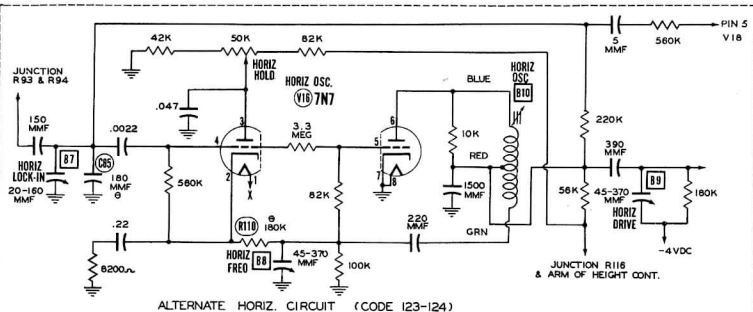 42K
50K
82K
5
MMF
560K
PIN 5
V18
JUNCTION
R93 & R94
HORIZ
HOLD
HORIZ OSC.
V16 7N7
BLUE
HORIZ
OSC
B10
.047
3
6
150
MMF
.0022
4
3.3
MEG
5
10K
220K
RED
390
MMF
HORIZ
LOCK-IN
B7
C85
20-160
MMF
180
MMF
θ
560K
2
1
X
7
8
82K
1500
MMF
56K
45-370
MMF
B9
HORIZ
DRIVE
180K
.22
R110
θ
180K
220
MMF
GRN
-4VDC
HORIZ
FREQ
B8
45-370
MMF
100K
8200Ω
JUNCTION R116
& ARM OF HEIGHT CONT.
ALTERNATE HORIZ. CIRCUIT (CODE 123-124)